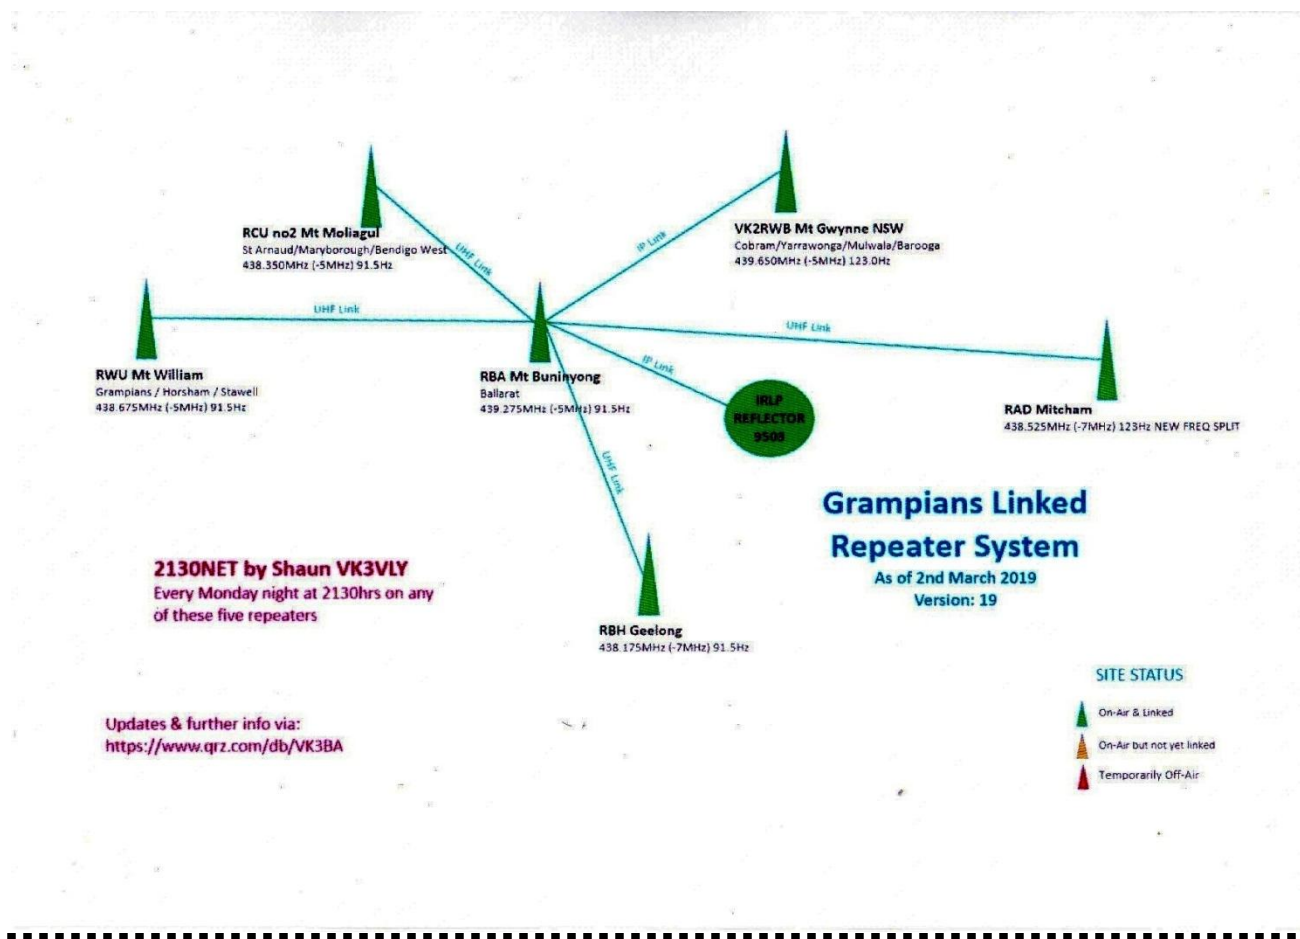 RCU no2 Mt Moliagul
St Arnaud/Maryborough/Bendigo West
438.350MHz (-5MHz) 91.5Hz
UHF Link
VK2RWB Mt Gwynne NSW
Cobram/Yarrawonga/Mulwala/Barooga
439.650MHz (-5MHz) 123.0Hz
IP Link
UHF Link
RWU Mt William
Grampians / Horsham / Stawell
438.675MHz (-5MHz) 91.5Hz
RBA Mt Buninyong
Ballarat
439.275MHz (-5MHz) 91.5Hz
UHF Link
IP Link
IRLP
REFLECTOR
9508
RAD Mitcham
438.525MHz (-7MHz) 123Hz NEW FREQ SPLIT
UHF Link
Grampians Linked
Repeater System
As of 2nd March 2019
Version: 19
2130NET by Shaun VK3VLY
Every Monday night at 2130hrs on any
of these five repeaters
RBH Geelong
438.175MHz (-7MHz) 91.5Hz
Updates & further info via:
https://www.qrz.com/db/VK3BA
SITE STATUS
On-Air & Linked
On-Air but not yet linked
Temporarily Off-Air